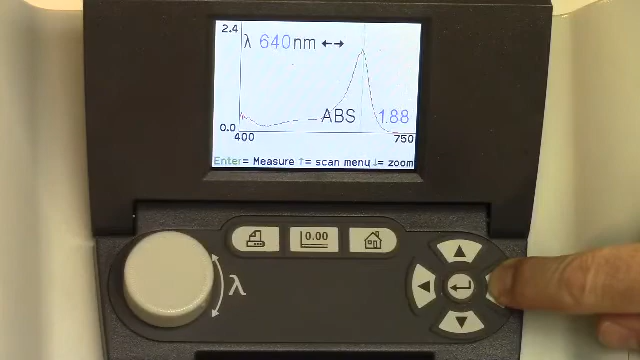 2.4
λ 640nm ↔
ABS 1.88
0.0
400 750
Enter= Measure ↑= scan menu ↓= zoom
0.00
λ